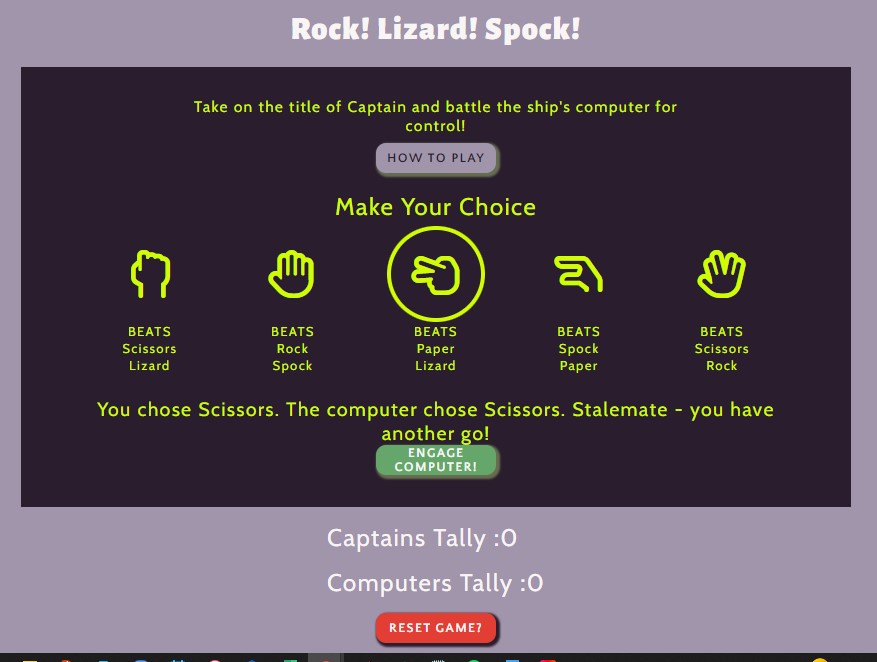 Rock! Lizard! Spock!
Take on the title of Captain and battle the ship's computer for
control!
HOW TO PLAY
Make Your Choice
BEATS
Scissors
Lizard
BEATS
Rock
Spock
BEATS
Paper
Lizard
BEATS
Spock
Paper
BEATS
Scissors
Rock
You chose Scissors. The computer chose Scissors. Stalemate - you have
another go!
ENGAGE
COMPUTER!
Captains Tally :0
Computers Tally :0
RESET GAME?